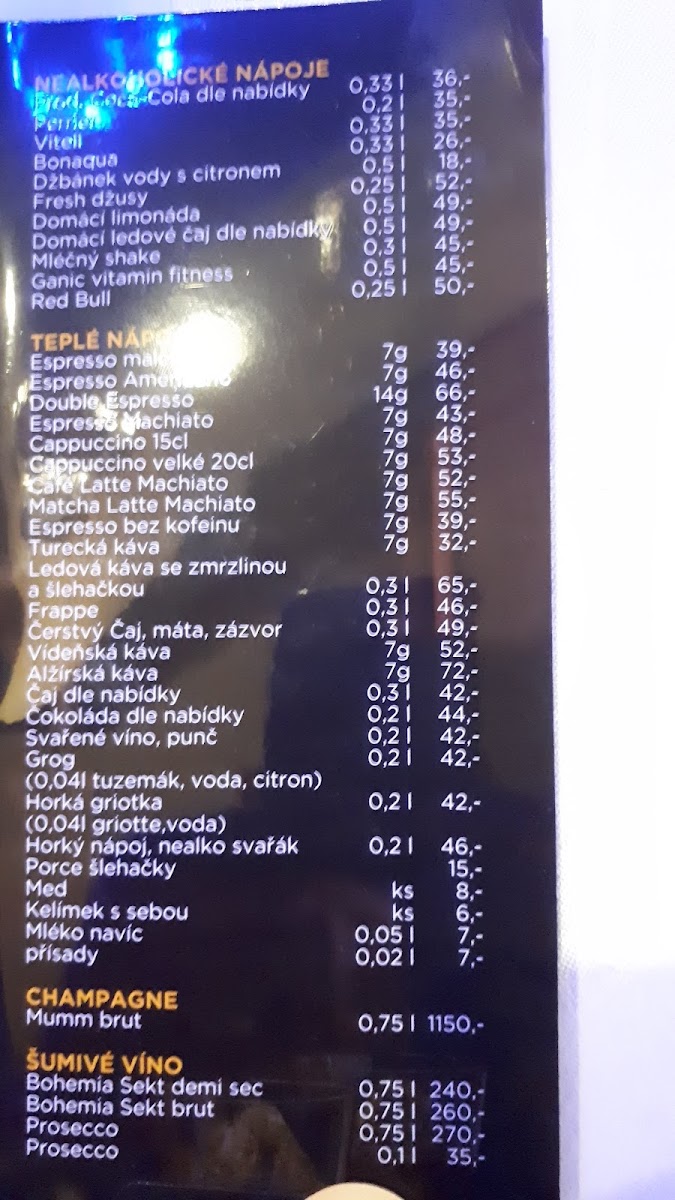 NEALKOHOLICKÉ NÁPOJE
Prod. Coca-Cola dle nabídky 0,33 l 36,-
0,2 l 35,-
Vitell 0,33 l 35,-
Bonaqua 0,33 l 26,-
Džbánek vody s citronem 0,5 l 18,-
Fresh džusy 0,25 l 52,-
Domácí limonáda 0,5 l 49,-
Domácí ledové čaj dle nabídky 0,5 l 49,-
Mléčný shake 0,3 l 45,-
Ganic vitamin fitness 0,5 l 45,-
Red Bull 0,25 l 50,-
TEPLÉ
Espresso malé 7g 39,-
Espresso Americano 7g 46,-
Double Espresso 14g 66,-
Espresso Machiato 7g 43,-
Cappuccino 15cl 7g 48,-
Cappuccino velké 20cl 7g 53,-
Café Latte Machiato 7g 52,-
Matcha Latte Machiato 7g 55,-
Espresso bez kofeinu 7g 39,-
Turecká káva 7g 32,-
Ledová káva se zmrzlinou
a šlehačkou 0,3 l 65,-
Frappe 0,3 l 46,-
Čerstvý Čaj, máta, zázvor 0,3 l 49,-
Vídeňská káva 7g 52,-
Alžírská káva 7g 72,-
Čaj dle nabídky 0,3 l 42,-
Čokoláda dle nabídky 0,2 l 44,-
Svařené víno, punč 0,2 l 42,-
Grog 0,2 l 42,-
(0,04l tuzemák, voda, citron)
Horká griotka 0,2 l 42,-
(0,04l griotte,voda)
Horký nápoj, nealko svařák 0,2 l 46,-
Porce šlehačky 15,-
Med ks 8,-
Kelímek s sebou ks 6,-
Mléko navíc 0,05 l 7,-
přísady 0,02 l 7,-
CHAMPAGNE
Mumm brut 0,75 l 1150,-
ŠUMIVÉ VÍNO
Bohemia Sekt demi sec 0,75 l 240,-
Bohemia Sekt brut 0,75 l 260,-
Prosecco 0,75 l 270,-
Prosecco 0,1 l 35,-